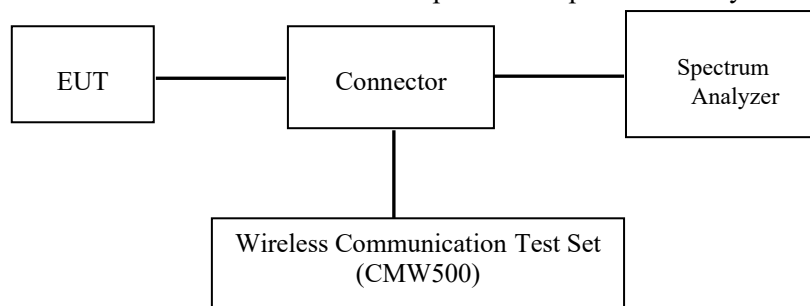 EUT
Connector
Spectrum
Analyzer
Wireless Communication Test Set
(CMW500)